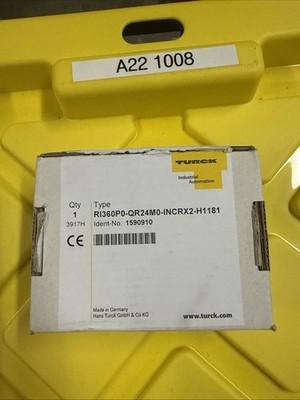 A22 1008
TURCK
Industrial
Automation
Qty
1
3917H
Type
RI360P0-QR24M0-INCRX2-H1181
Ident-No. 1590910
CE
Made in Germany
Hans Turck GmbH & Co KG
www.turck.com